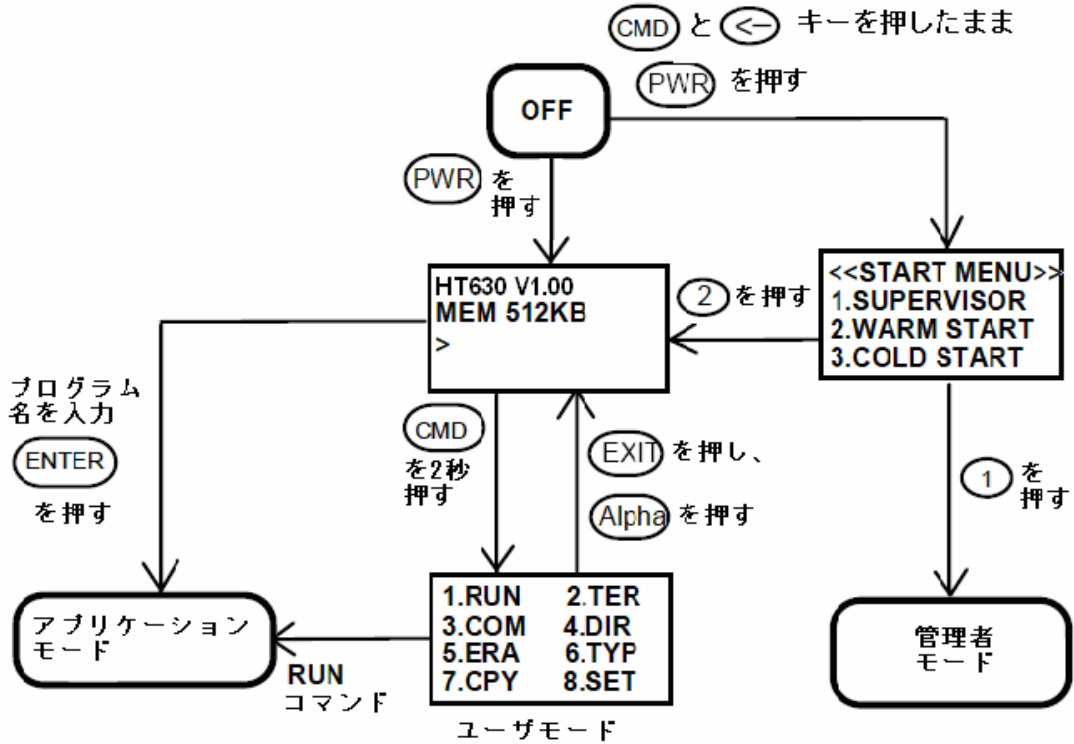 CMD と <- キーを押したまま
PWR を押す
OFF
PWR を
押す
HT630 V1.00
MEM 512KB
>
2 を押す
<<START MENU>>
1.SUPERVISOR
2.WARM START
3.COLD START
プログラム
名を入力
ENTER
を押す
CMD
を2秒
押す
EXIT を押し、
Alpha を押す
1 を
押す
アプリケーション
モード
RUN
コマンド
1.RUN 2.TER
3.COM 4.DIR
5.ERA 6.TYP
7.CPY 8.SET
ユーザモード
管理者
モード